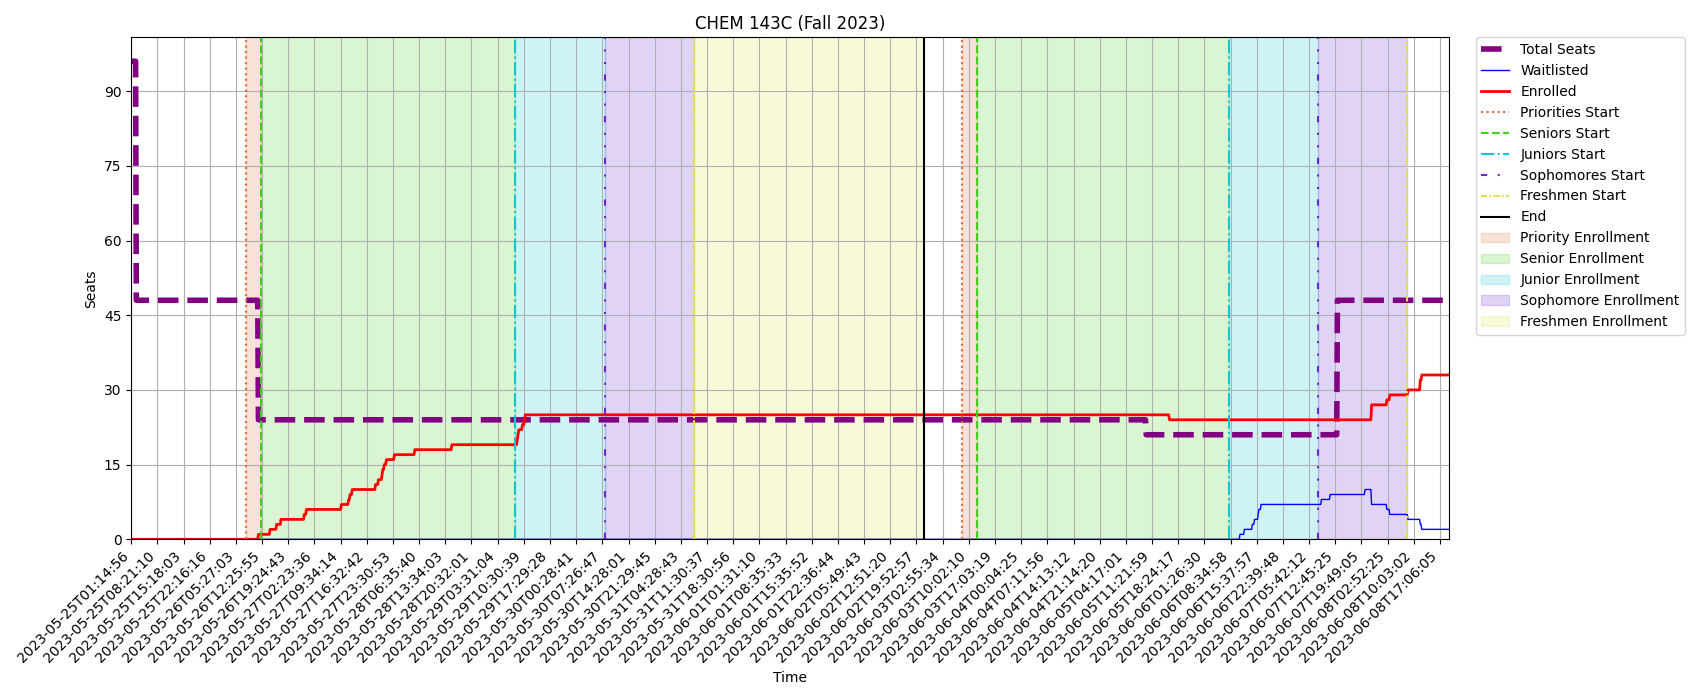 CHEM 143C (Fall 2023)
Seats
90
75
60
45
30
15
0
2023-05-25T01:14:56
2023-05-25T08:21:10
2023-05-25T15:18:03
2023-05-25T22:16:16
2023-05-26T05:27:03
2023-05-26T12:25:55
2023-05-26T19:24:43
2023-05-27T02:23:36
2023-05-27T09:34:14
2023-05-27T16:32:42
2023-05-27T23:30:53
2023-05-28T06:35:40
2023-05-28T13:34:03
2023-05-28T20:32:01
2023-05-29T03:31:04
2023-05-29T10:30:39
2023-05-29T17:29:28
2023-05-30T00:28:41
2023-05-30T07:26:47
2023-05-30T14:28:01
2023-05-30T21:29:45
2023-05-31T04:28:43
2023-05-31T11:30:37
2023-05-31T18:30:56
2023-06-01T01:31:10
2023-06-01T08:35:33
2023-06-01T15:35:52
2023-06-01T22:36:44
2023-06-02T05:49:43
2023-06-02T12:51:20
2023-06-02T19:52:57
2023-06-03T02:55:34
2023-06-03T10:02:10
2023-06-03T17:03:19
2023-06-04T00:04:25
2023-06-04T07:11:56
2023-06-04T14:13:12
2023-06-04T21:14:20
2023-06-05T04:17:01
2023-06-05T11:21:59
2023-06-05T18:24:17
2023-06-06T01:26:30
2023-06-06T08:34:58
2023-06-06T15:37:57
2023-06-06T22:39:48
2023-06-07T05:42:12
2023-06-07T12:45:25
2023-06-07T19:49:05
2023-06-08T02:52:25
2023-06-08T10:03:02
2023-06-08T17:06:05
Time
Total Seats
Waitlisted
Enrolled
Priorities Start
Seniors Start
Juniors Start
Sophomores Start
Freshmen Start
End
Priority Enrollment
Senior Enrollment
Junior Enrollment
Sophomore Enrollment
Freshmen Enrollment